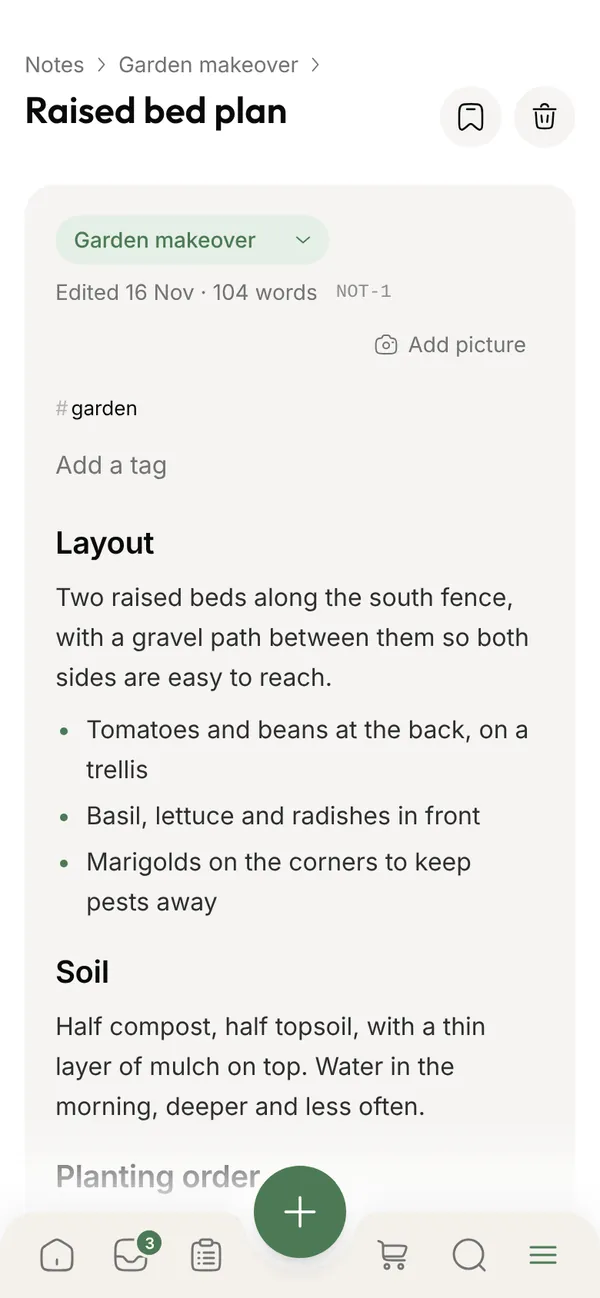 Notes > Garden makeover >
Raised bed plan
Garden makeover
Edited 16 Nov · 104 words NOT-1
Add picture
#garden
Add a tag
Layout
Two raised beds along the south fence,
with a gravel path between them so both
sides are easy to reach.
• Tomatoes and beans at the back, on a
trellis
• Basil, lettuce and radishes in front
• Marigolds on the corners to keep
pests away
Soil
Half compost, half topsoil, with a thin
layer of mulch on top. Water in the
morning, deeper and less often.
Planting order
3